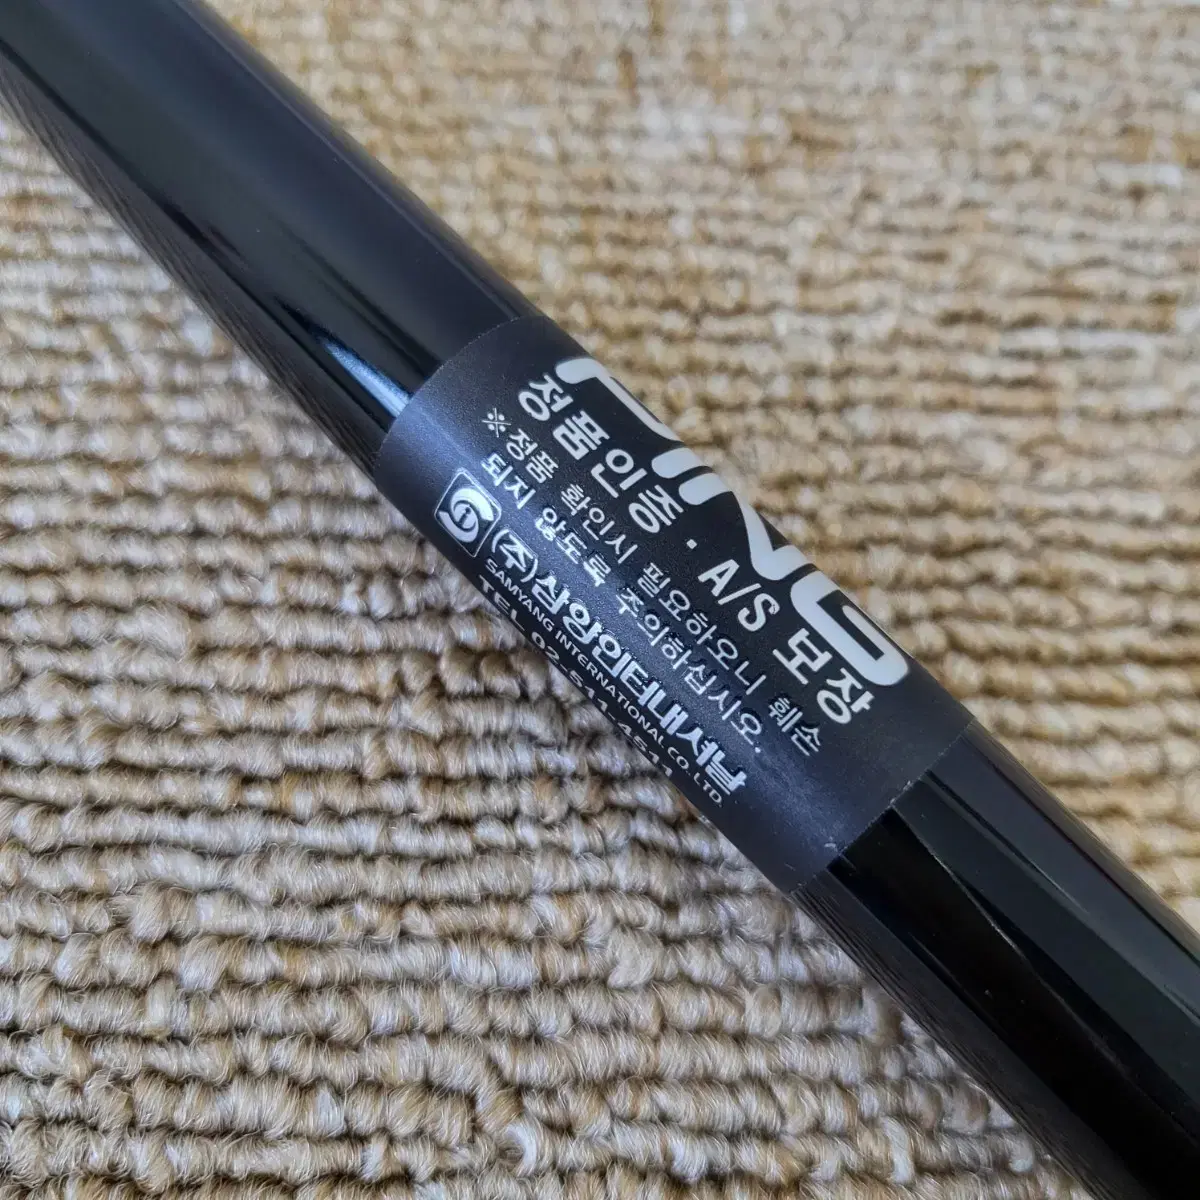 PING
정품인증 · A/S 보장
※정품 확인시 필요하오니 훼손
되지 않도록 주의하십시오.
(주)삼양인터내셔날
SAMYANG INTERNATIONAL CO.LTD.
TEL 02-511-4511